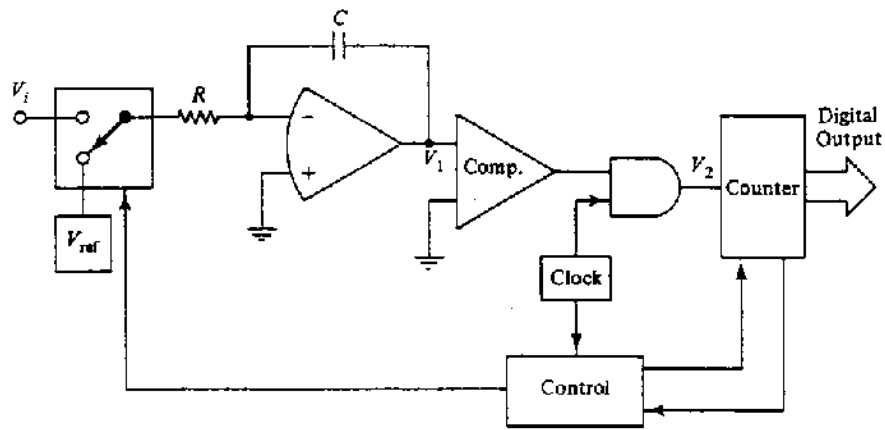 C
V_i
R
−
+
V_1
Comp.
V_2
Counter
Digital
Output
V_ref
Clock
Control